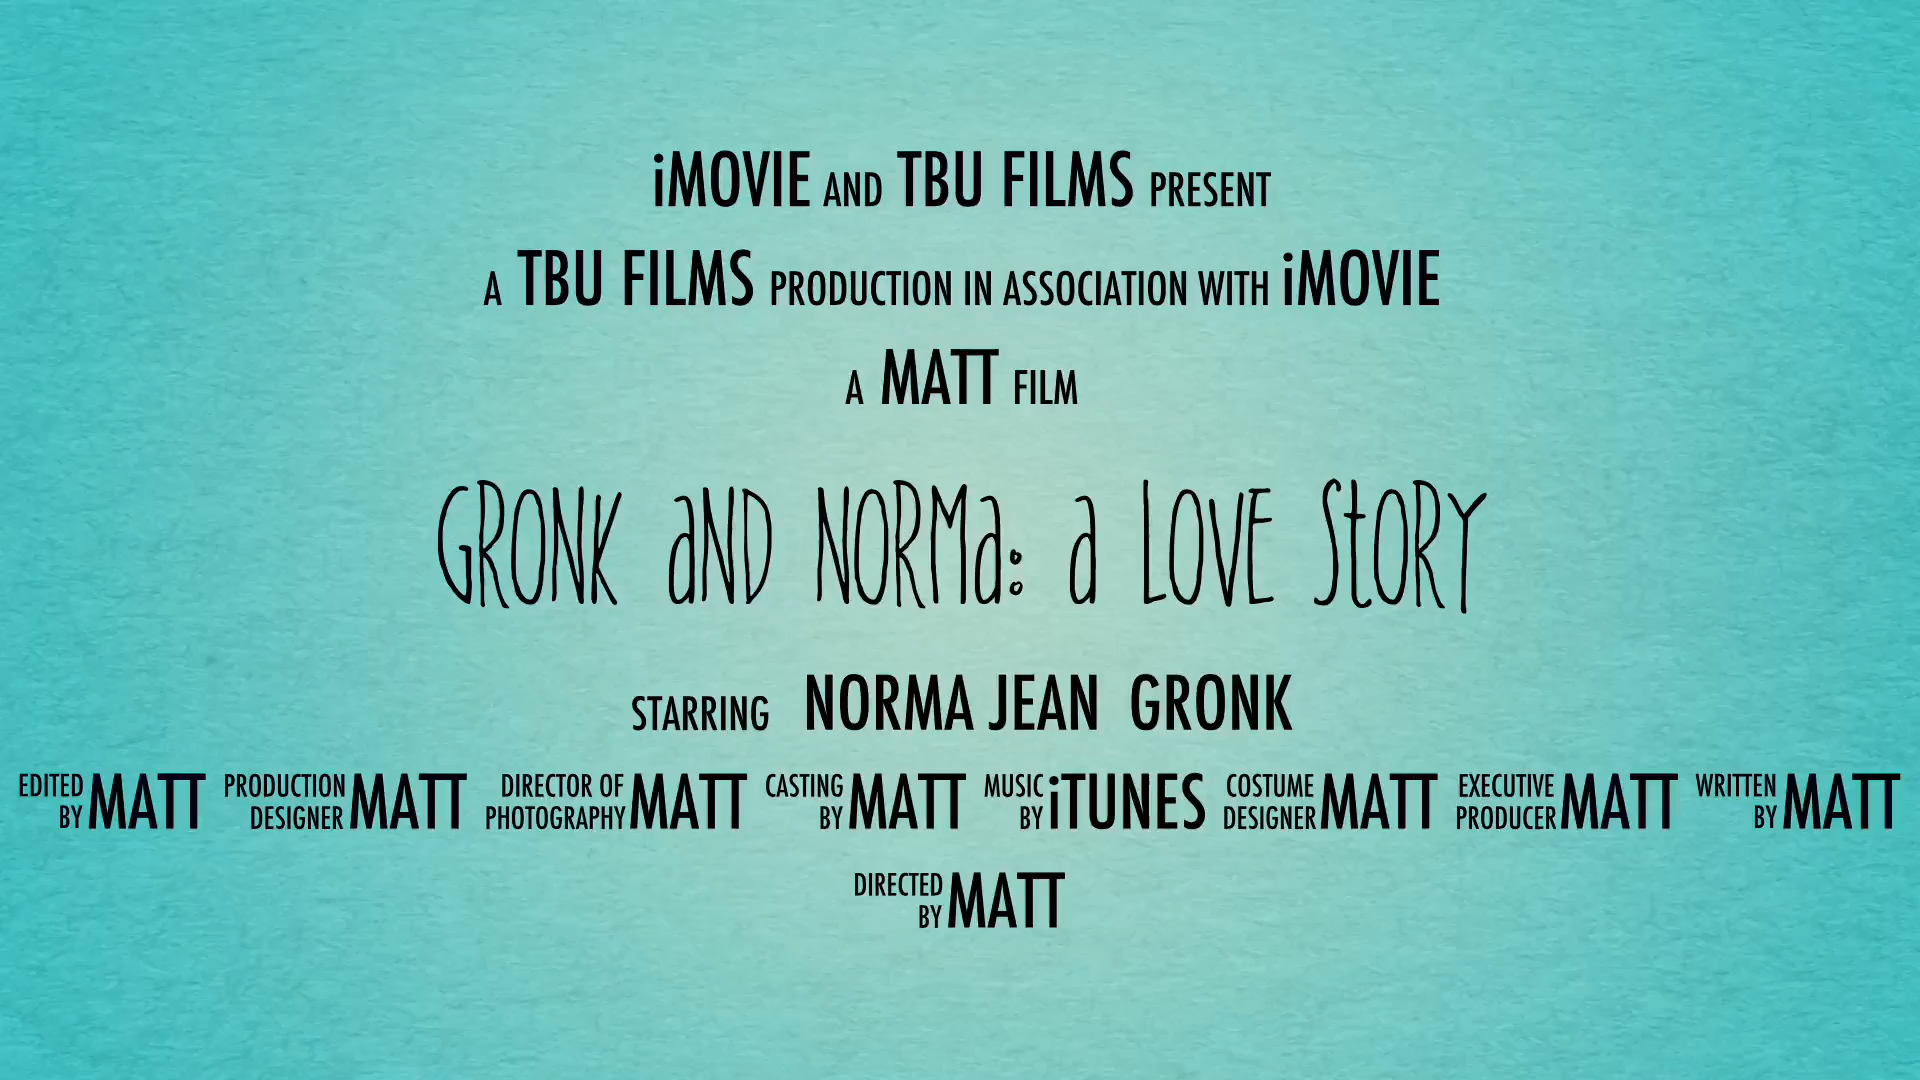 iMOVIE AND TBU FILMS PRESENT
A TBU FILMS PRODUCTION IN ASSOCIATION WITH iMOVIE
A MATT FILM
GRONK aND NORMa: a LOVE StORY
STARRING NORMA JEAN GRONK
EDITED BY MATT PRODUCTION DESIGNER MATT DIRECTOR OF PHOTOGRAPHY MATT CASTING BY MATT MUSIC BY iTUNES COSTUME DESIGNER MATT EXECUTIVE PRODUCER MATT WRITTEN BY MATT
DIRECTED BY MATT